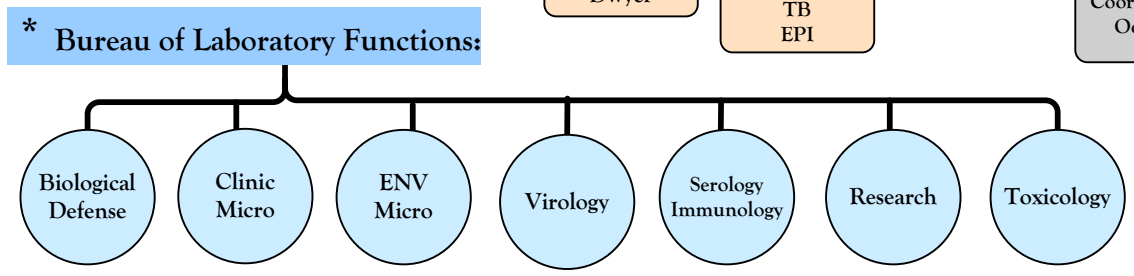 TB
EPI
* Bureau of Laboratory Functions:
Biological
Defense
Clinic
Micro
ENV
Micro
Virology
Serology
Immunology
Research
Toxicology